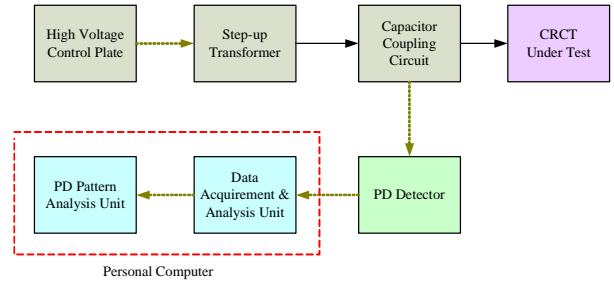 High Voltage
Control Plate
Step-up
Transformer
Capacitor
Coupling
Circuit
CRCT
Under Test
PD Pattern
Analysis Unit
Data
Acquirement &
Analysis Unit
PD Detector
Personal Computer